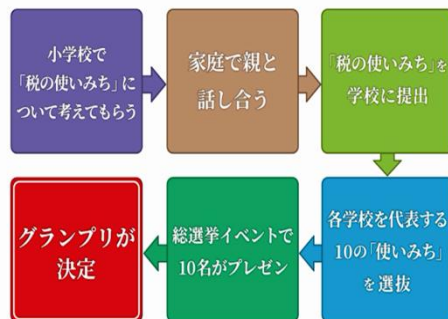 小学校で
「税の使いみち」に
ついて考えてもらう
家庭で親と
話し合う
「税の使いみち」を
学校に提出
各学校を代表する
10の「使いみち」
を選抜
総選挙イベントで
10名がプレゼン
グランプリが
決定